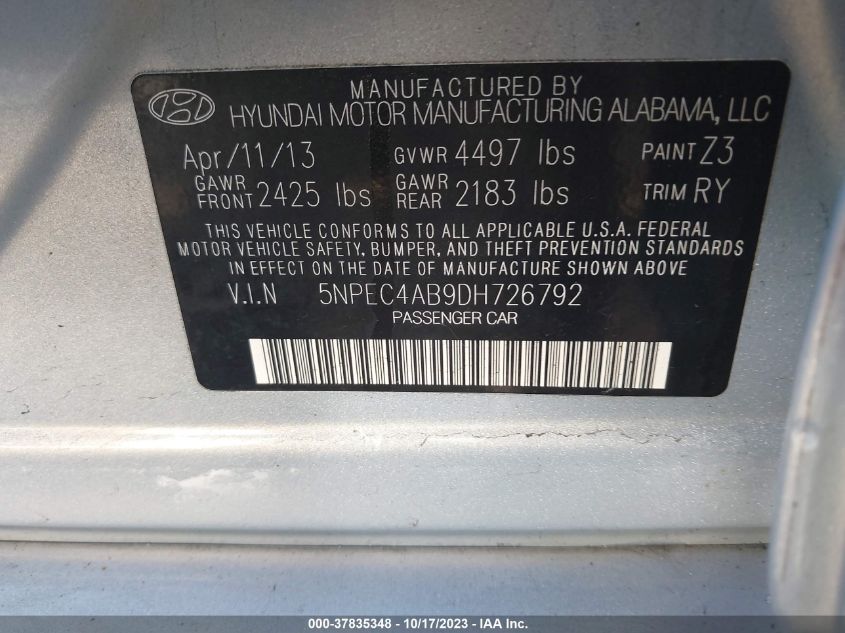 MANUFACTURED BY
HYUNDAI MOTOR MANUFACTURING ALABAMA, LLC
Apr/11/13 GVWR 4497 lbs PAINT Z3
GAWR FRONT 2425 lbs GAWR REAR 2183 lbs TRIM RY
THIS VEHICLE CONFORMS TO ALL APPLICABLE U.S.A. FEDERAL
MOTOR VEHICLE SAFETY, BUMPER, AND THEFT PREVENTION STANDARDS
IN EFFECT ON THE DATE OF MANUFACTURE SHOWN ABOVE
V.I.N 5NPEC4AB9DH726792
PASSENGER CAR
000-37835348 - 10/17/2023 - IAA Inc.